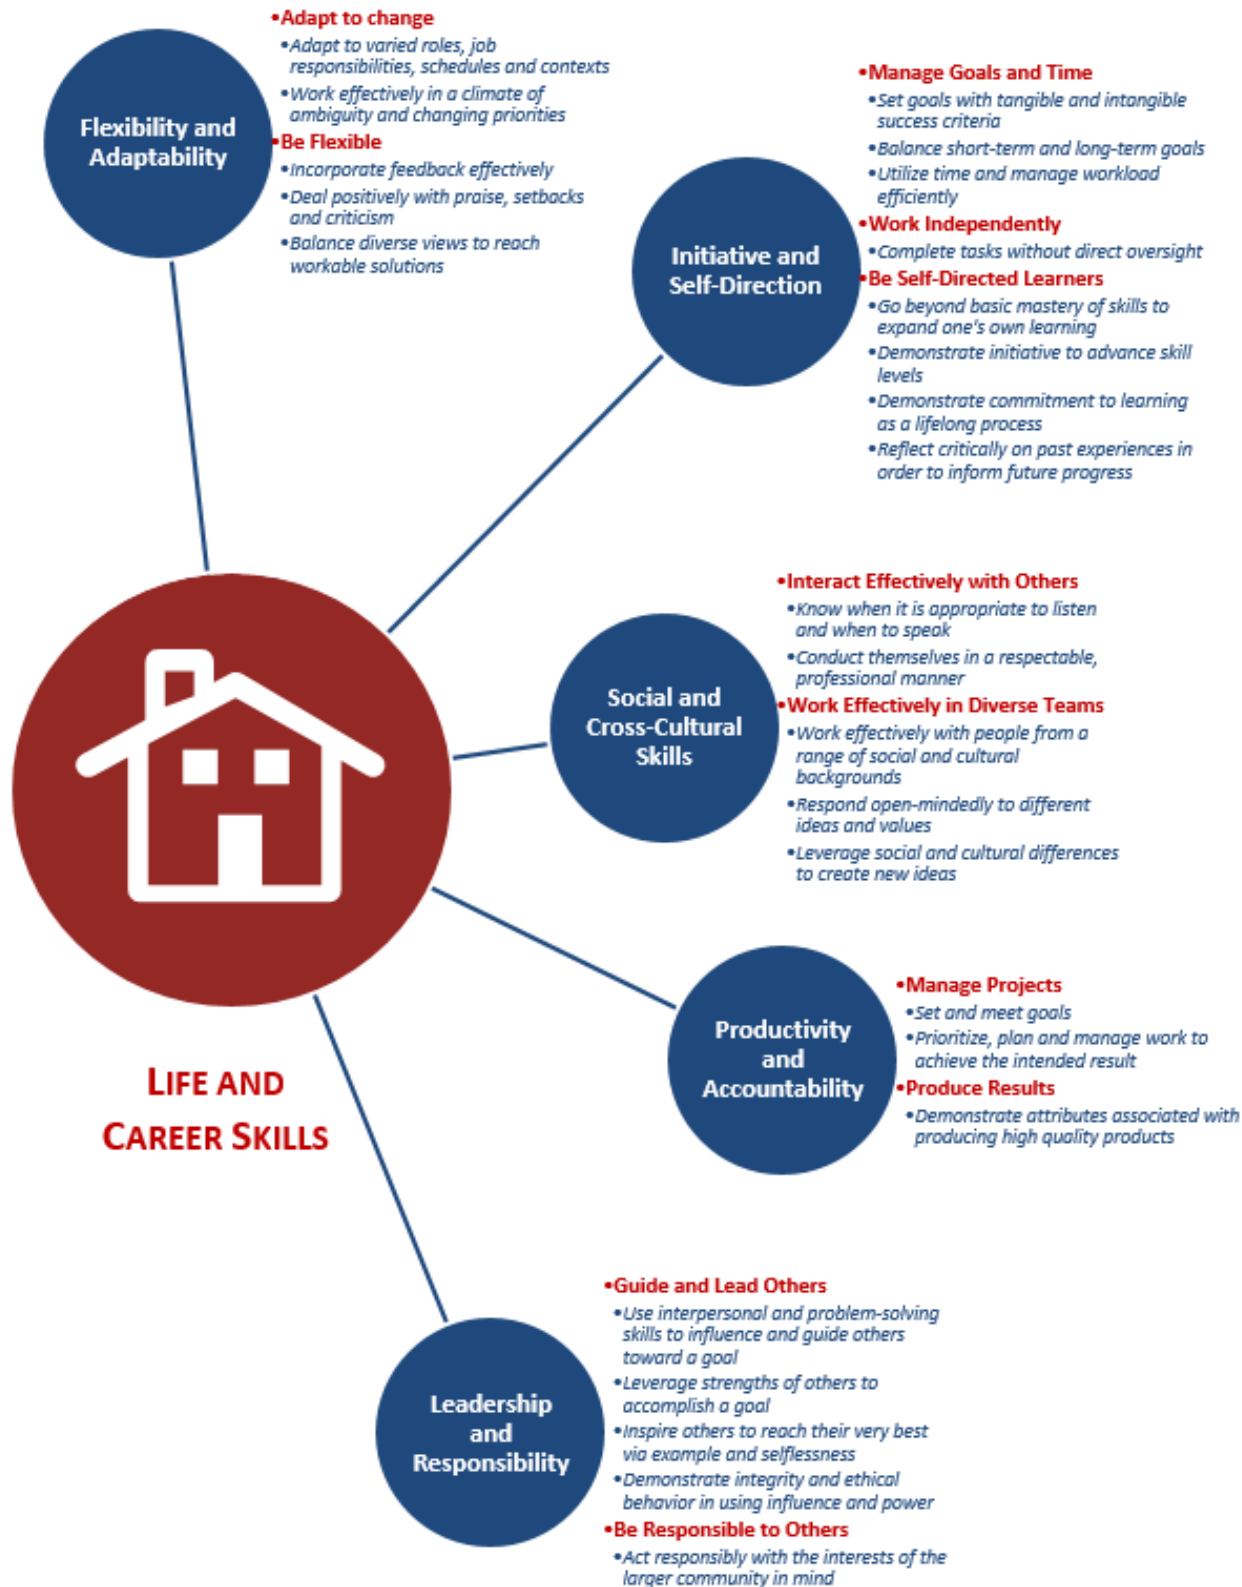 •Adapt to change
•Adapt to varied roles, job
responsibilities, schedules and contexts
•Work effectively in a climate of
ambiguity and changing priorities
•Be Flexible
•Incorporate feedback effectively
•Deal positively with praise, setbacks
and criticism
•Balance diverse views to reach
workable solutions
Flexibility and
Adaptability
•Manage Goals and Time
•Set goals with tangible and intangible
success criteria
•Balance short-term and long-term goals
•Utilize time and manage workload
efficiently
•Work Independently
•Complete tasks without direct oversight
•Be Self-Directed Learners
•Go beyond basic mastery of skills to
expand one's own learning
•Demonstrate initiative to advance skill
levels
•Demonstrate commitment to learning
as a lifelong process
•Reflect critically on past experiences in
order to inform future progress
Initiative and
Self-Direction
•Interact Effectively with Others
•Know when it is appropriate to listen
and when to speak
•Conduct themselves in a respectable,
professional manner
•Work Effectively in Diverse Teams
•Work effectively with people from a
range of social and cultural
backgrounds
•Respond open-mindedly to different
ideas and values
•Leverage social and cultural differences
to create new ideas
Social and
Cross-Cultural
Skills
•Manage Projects
•Set and meet goals
•Prioritize, plan and manage work to
achieve the intended result
•Produce Results
•Demonstrate attributes associated with
producing high quality products
Productivity
and
Accountability
LIFE AND
CAREER SKILLS
•Guide and Lead Others
•Use interpersonal and problem-solving
skills to influence and guide others
toward a goal
•Leverage strengths of others to
accomplish a goal
•Inspire others to reach their very best
via example and selflessness
•Demonstrate integrity and ethical
behavior in using influence and power
•Be Responsible to Others
•Act responsibly with the interests of the
larger community in mind
Leadership
and
Responsibility